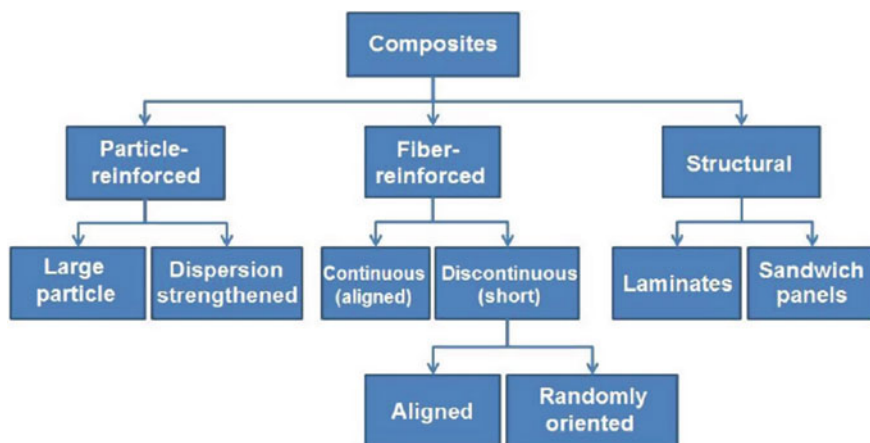 Composites
Particle-
reinforced
Fiber-
reinforced
Structural
Large
particle
Dispersion
strengthened
Continuous
(aligned)
Discontinuous
(short)
Laminates
Sandwich
panels
Aligned
Randomly
oriented